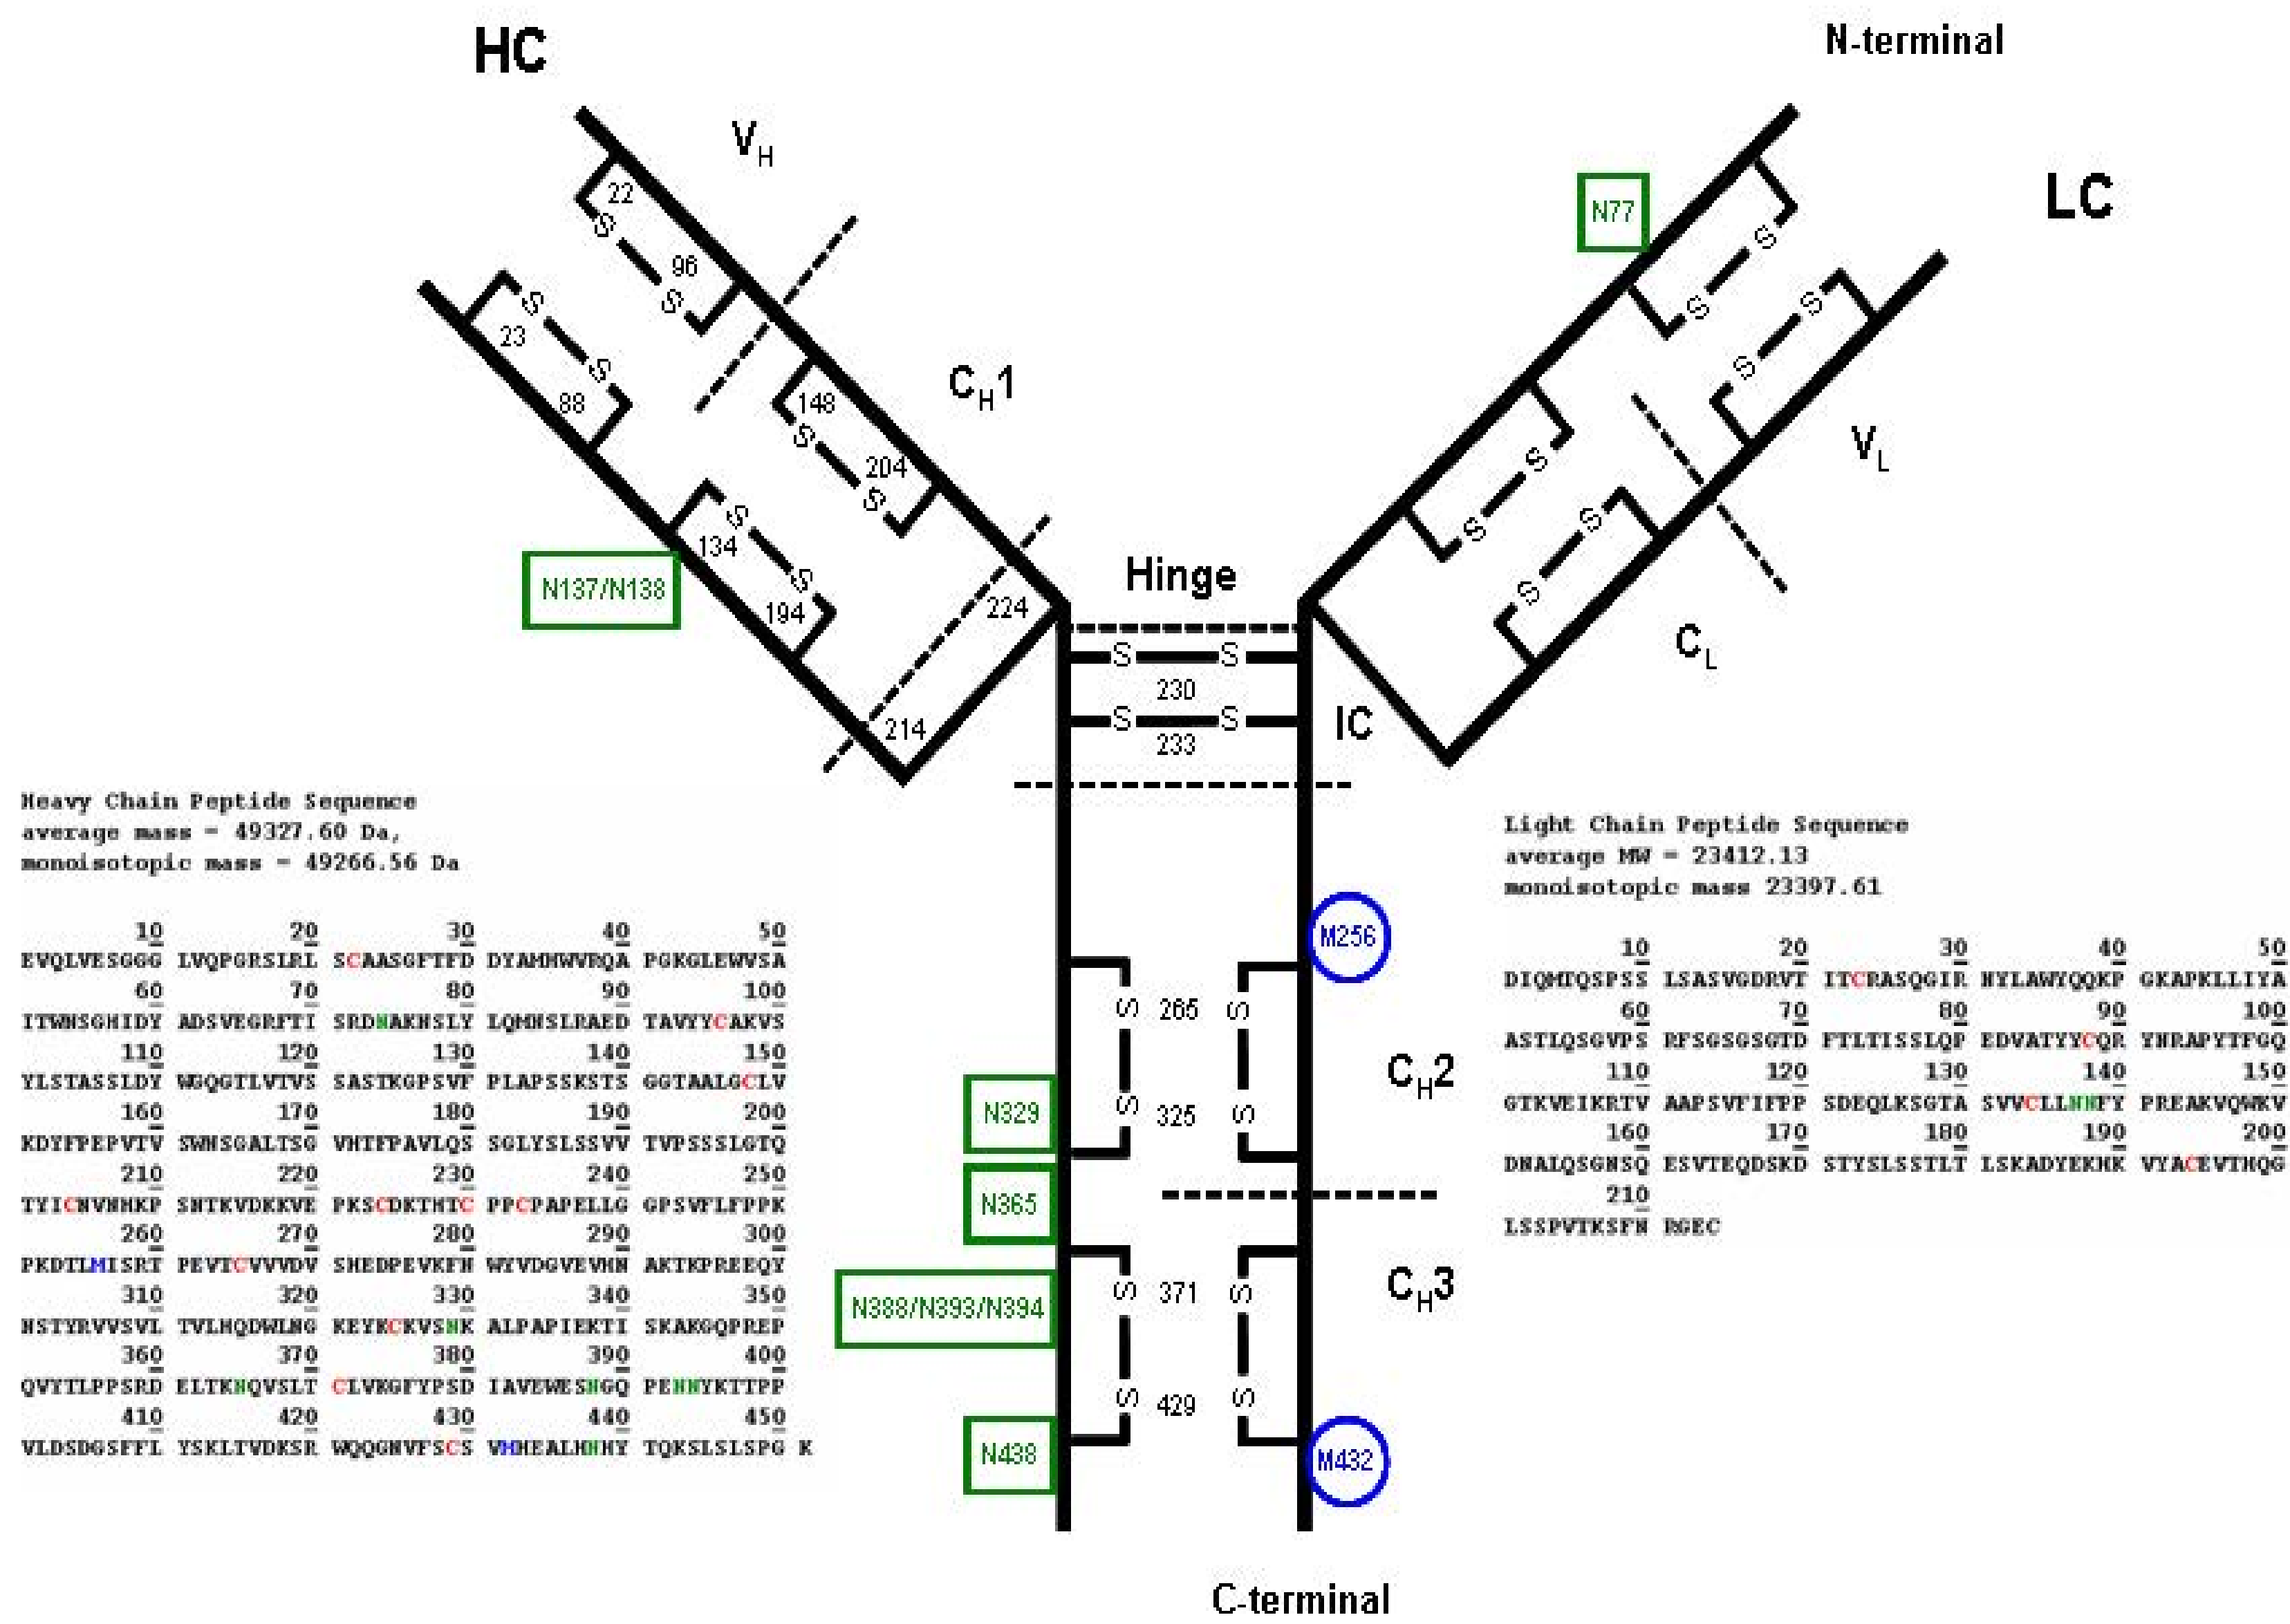 HC
N-terminal
V_H
LC
N77
22
96
23
88
S S
S S
S S
S S
C_H1
148
204
134
194
S S
S S
S S
S S
V_L
N137/N138
224
214
Hinge
C_L
S S
230
S S
233
IC
Heavy Chain Peptide Sequence
average mass = 49327.60 Da,
monoisotopic mass = 49266.56 Da
10 20 30 40 50
EVQLVESGGG LVQPGRSLRL SCAASGFTFD DYAMHWVRQA PGKGLEWVSA
60 70 80 90 100
ITWNSGHIDY ADSVEGRFTI SRDNAKNSLY LQMNSLRAED TAVYYCAKVS
110 120 130 140 150
YLSTASSLDY WGQGTLVTVS SASTKGPSVF PLAPSSKSTS GGTAALGCLV
160 170 180 190 200
KDYFPEPVTV SWNSGALTSG VHTFPAVLQS SGLYSLSSVV TVPSSSLGTQ
210 220 230 240 250
TYICNVNHKP SNTKVDKKVE PKSCDKTHTC PPCPAPELLG GPSVFLFPPK
260 270 280 290 300
PKDTLMISRT PEVTCVVVDV SHEDPEVKFN WYVDGVEVHN AKTKPREEQY
310 320 330 340 350
NSTYRVVSVL TVLHQDWLNG KEYKCKVSNK ALPAPIEKTI SKAKGQPREP
360 370 380 390 400
QVYTLPPSRD ELTKNQVSLT CLVKGFYPSD IAVEWESNGQ PENNYKTTPP
410 420 430 440 450
VLDSDGSFFL YSKLTVDKSR WQQGNVFSCS VMHEALHNHY TQKSLSLSPG K
M256
S 265 S
C_H2
S 325 S
N329
N365
C_H3
S 371 S
N388/N393/N394
S 429 S
N438
M432
C-terminal
Light Chain Peptide Sequence
average MW = 23412.13
monoisotopic mass 23397.61
10 20 30 40 50
DIQMTQSPSS LSASVGDRVT ITCRASQGIR NYLAWYQQKP GKAPKLLIYA
60 70 80 90 100
ASTLQSGVPS RFSGSGSGTD FTLTISSLQP EDVATYYCQR YNRAPYTFGQ
110 120 130 140 150
GTKVEIKRTV AAPSVFIFPP SDEQLKSGTA SVVCLLNNFY PREAKVQWKV
160 170 180 190 200
DNALQSGNSQ ESVTEQDSKD STYSLSSTLT LSKADYEKHK VYACEVTHQG
210
LSSPVTKSFN RGEC